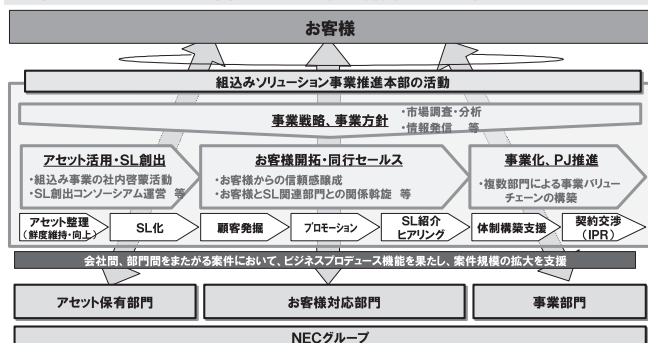 お客様
組込みソリューション事業推進本部の活動
事業戦略、事業方針
・市場調査・分析
・情報発信　等
アセット活用・SL創出
・組込み事業の社内啓蒙活動
・SL創出コンソーシアム運営　等
お客様開拓・同行セールス
・お客様からの信頼感醸成
・お客様とSL関連部門との関係斡旋　等
事業化、PJ推進
・複数部門による事業バリュー
チェーンの構築
アセット整理
（鮮度維持・向上）
SL化
顧客発掘
プロモーション
SL紹介
ヒアリング
体制構築支援
契約交渉
（IPR）
会社間、部門間をまたがる案件において、ビジネスプロデュース機能を果たし、案件規模の拡大を支援
アセット保有部門
お客様対応部門
事業部門
NECグループ